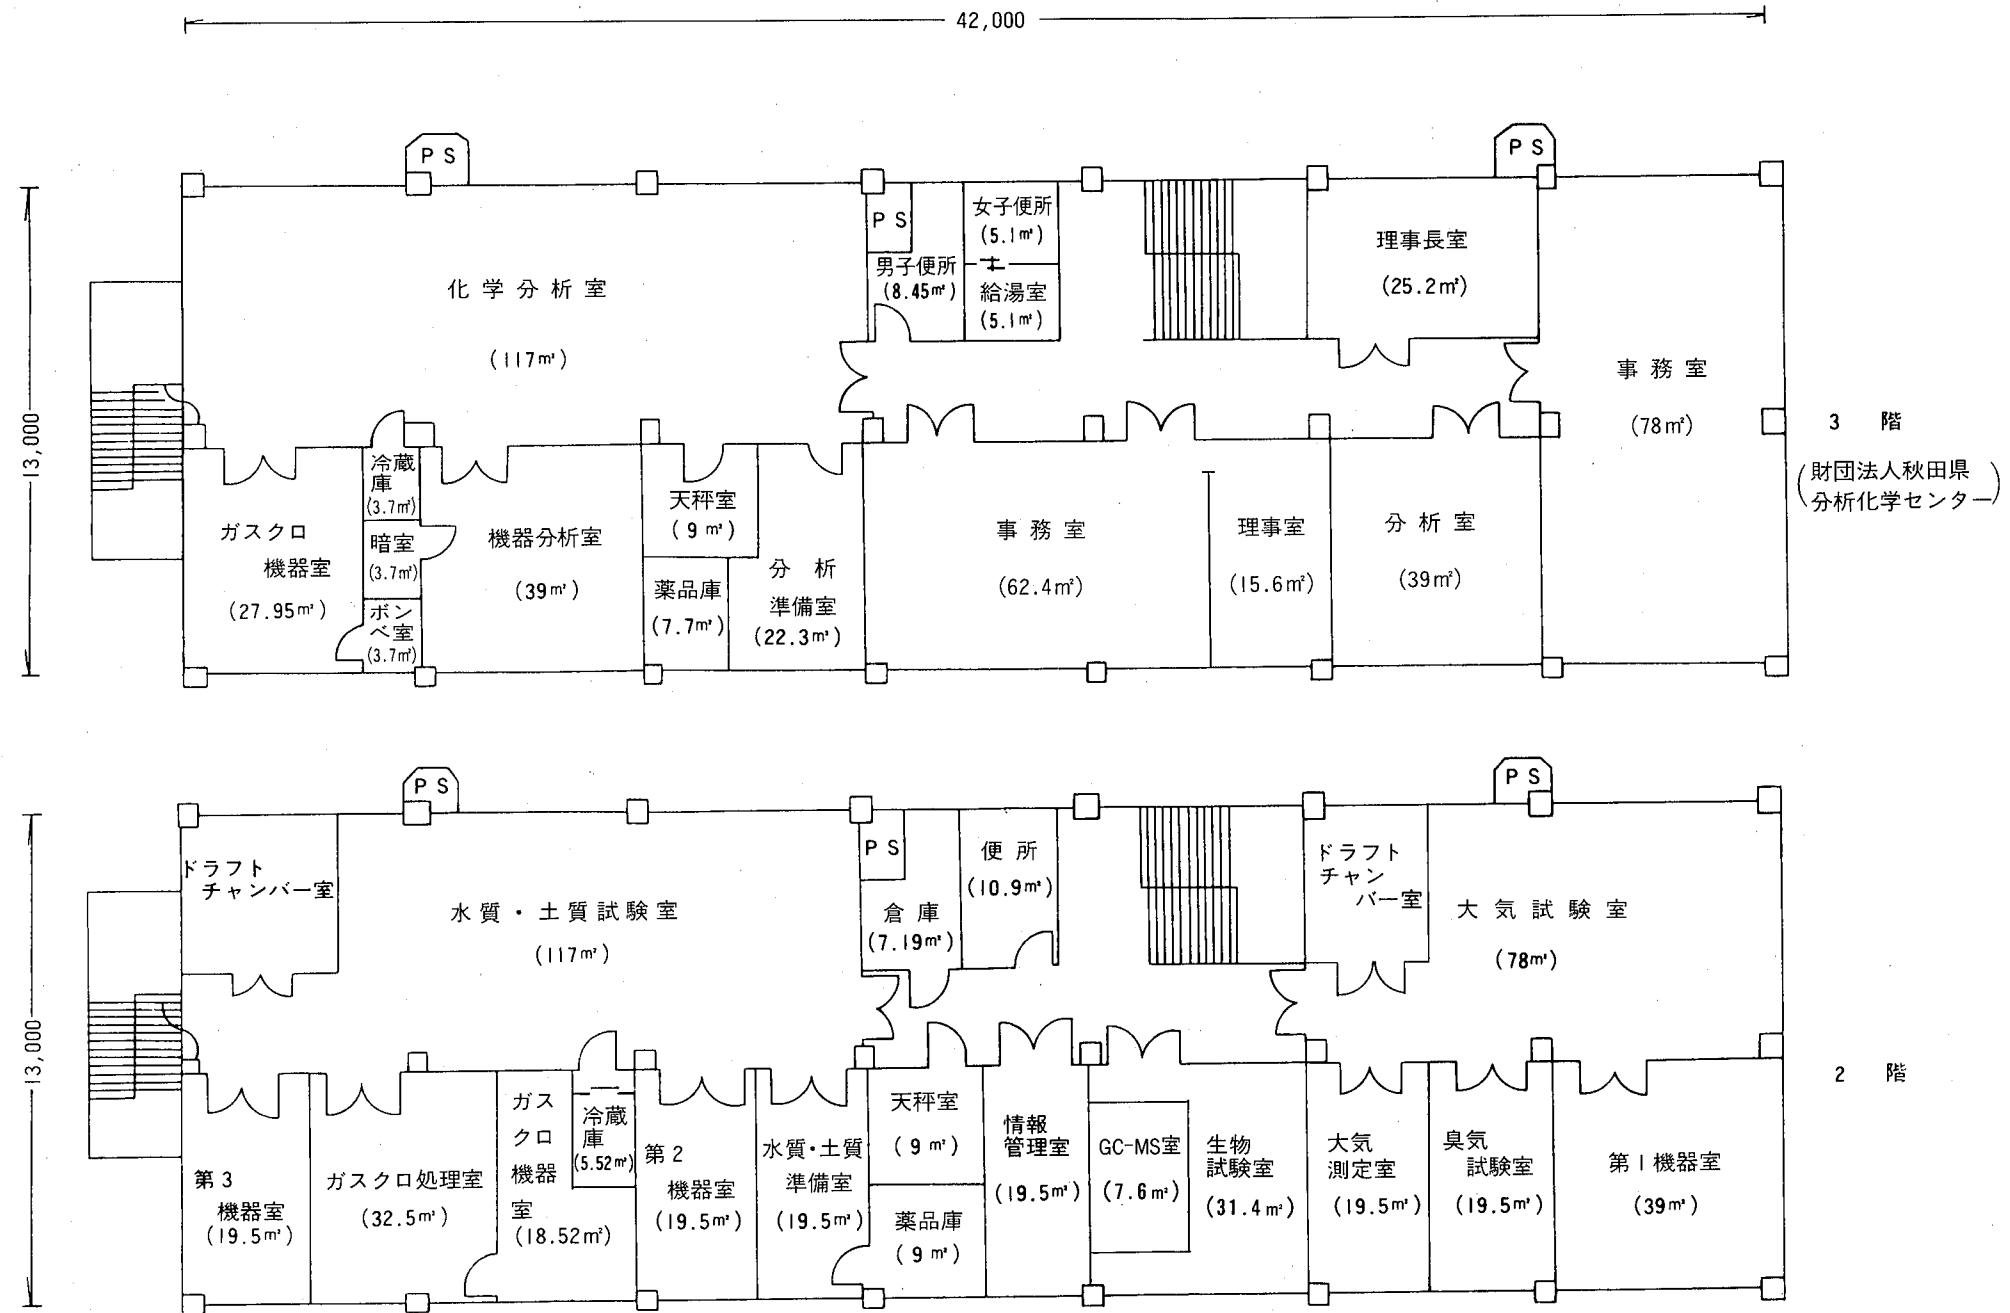 42,000
13,000
PS
PS
化学分析室
(117㎡)
PS
男子便所
(8.45㎡)
女子便所
(5.1㎡)
給湯室
(5.1㎡)
理事長室
(25.2㎡)
事務室
(78㎡)
3 階
(財団法人秋田県
分析化学センター)
ガスクロ
機器室
(27.95㎡)
冷蔵
庫
(3.7㎡)
暗室
(3.7㎡)
ボン
ベ室
(3.7㎡)
機器分析室
(39㎡)
天秤室
(9㎡)
薬品庫
(7.7㎡)
分析
準備室
(22.3㎡)
事務室
(62.4㎡)
理事室
(15.6㎡)
分析室
(39㎡)
13,000
PS
PS
ドラフト
チャンバー室
水質・土質試験室
(117㎡)
PS
倉庫
(7.19㎡)
便所
(10.9㎡)
ドラフト
チャン
バー室
大気試験室
(78㎡)
2 階
第3
機器室
(19.5㎡)
ガスクロ処理室
(32.5㎡)
ガス
クロ
機器
室
(18.52㎡)
冷蔵
庫
(5.52㎡)
第2
機器室
(19.5㎡)
水質・土質
準備室
(19.5㎡)
天秤室
(9㎡)
薬品庫
(9㎡)
情報
管理室
(19.5㎡)
GC-MS室
(7.6㎡)
生物
試験室
(31.4㎡)
大気
測定室
(19.5㎡)
臭気
試験室
(19.5㎡)
第1機器室
(39㎡)